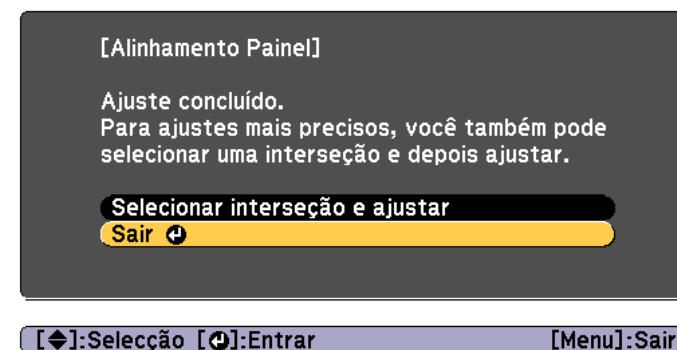 [Alinhamento Painel]
Ajuste concluído.
Para ajustes mais precisos, você também pode
selecionar uma interseção e depois ajustar.
Selecionar interseção e ajustar
Sair
[◆]:Selecção [↵]:Entrar [Menu]:Sair